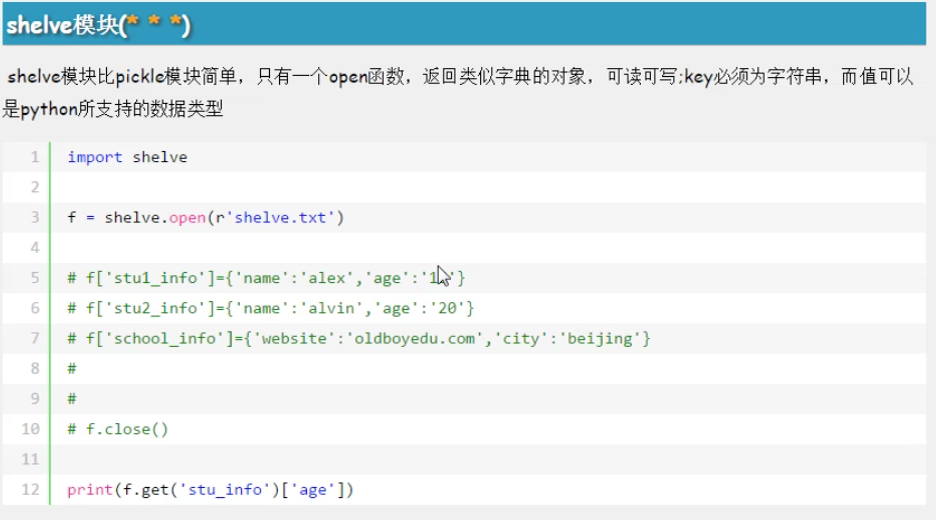 shelve模块(* * *)
shelve模块比pickle模块简单，只有一个open函数，返回类似字典的对象，可读可写;key必须为字符串，而值可以
是python所支持的数据类型
1 import shelve
2
3 f = shelve.open(r'shelve.txt')
4
5 # f['stu1_info']={'name':'alex','age':'1 '}
6 # f['stu2_info']={'name':'alvin','age':'20'}
7 # f['school_info']={'website':'oldboyedu.com','city':'beijing'}
8 #
9 #
10 # f.close()
11
12 print(f.get('stu_info')['age'])